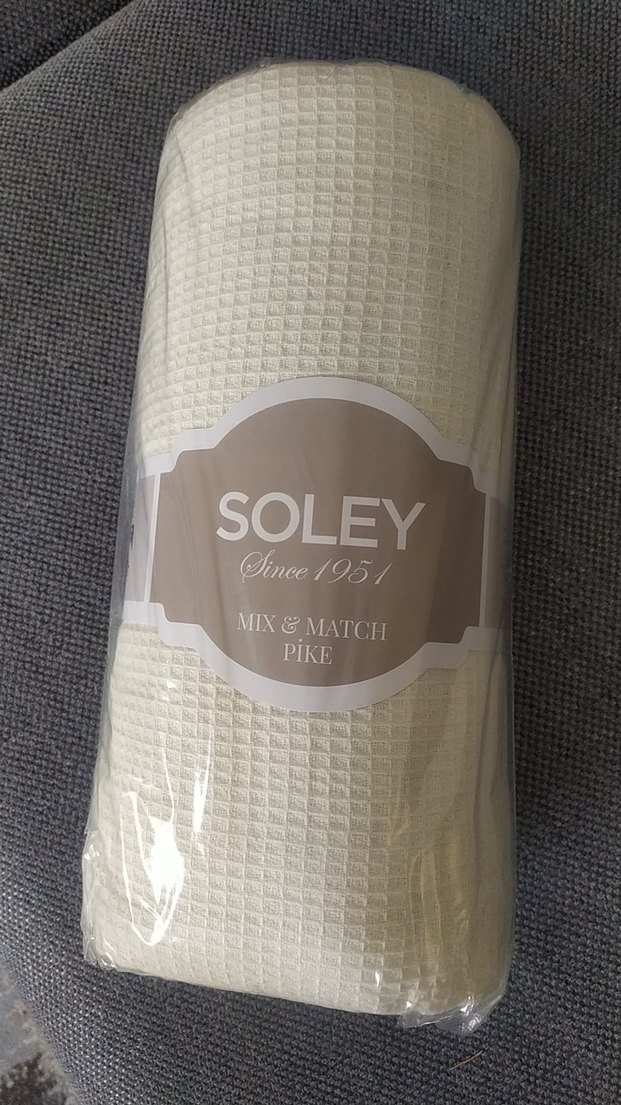 SOLEY
Since 1951
MIX & MATCH
PİKE